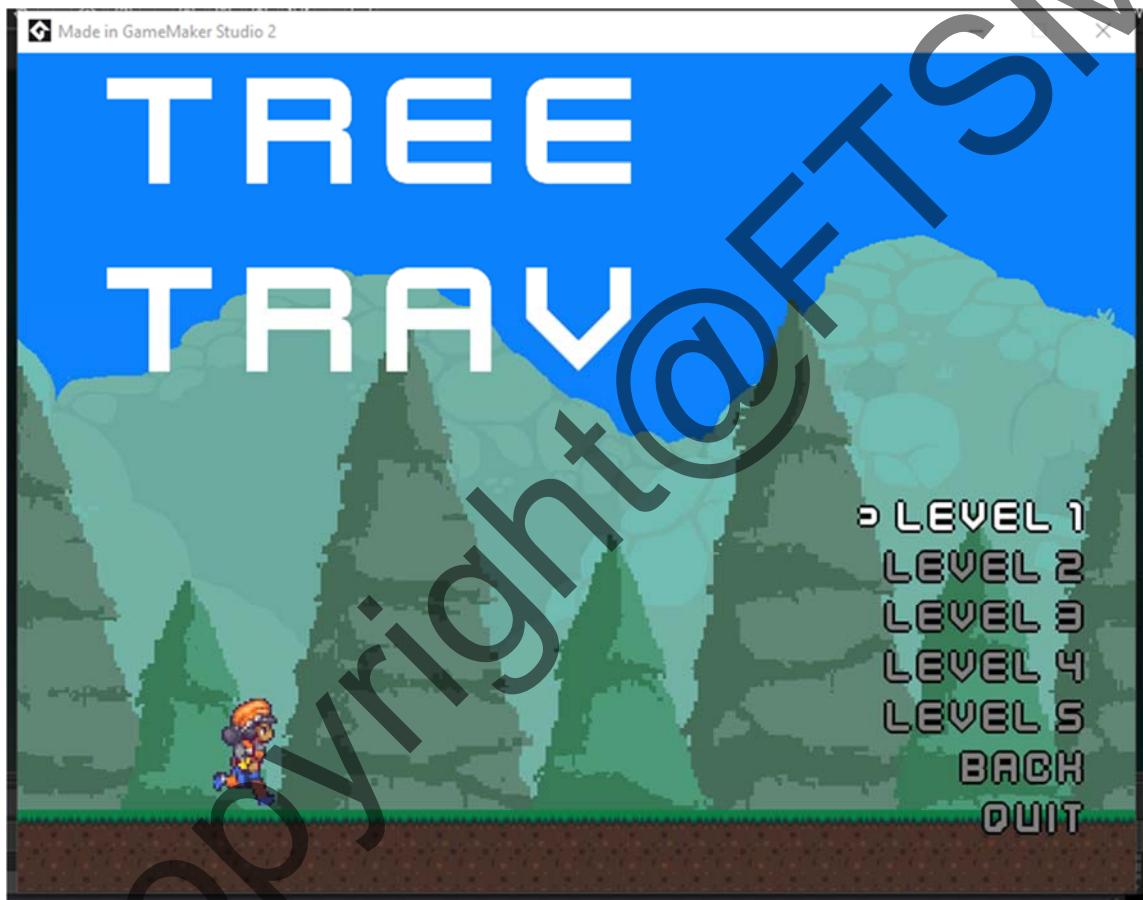 Made in GameMaker Studio 2
TREE
TRAV
LEVEL 1
LEVEL 2
LEVEL 3
LEVEL 4
LEVEL 5
BACK
QUIT
opyright@FTSM